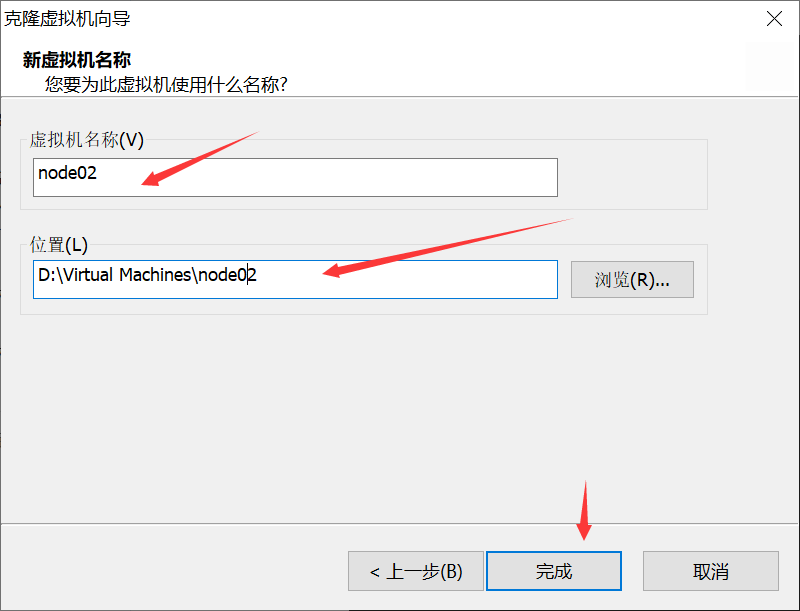 克隆虚拟机向导
新虚拟机名称
您要为此虚拟机使用什么名称?
虚拟机名称(V)
node02
位置(L)
D:\Virtual Machines\node02
浏览(R)...
< 上一步(B)
完成
取消